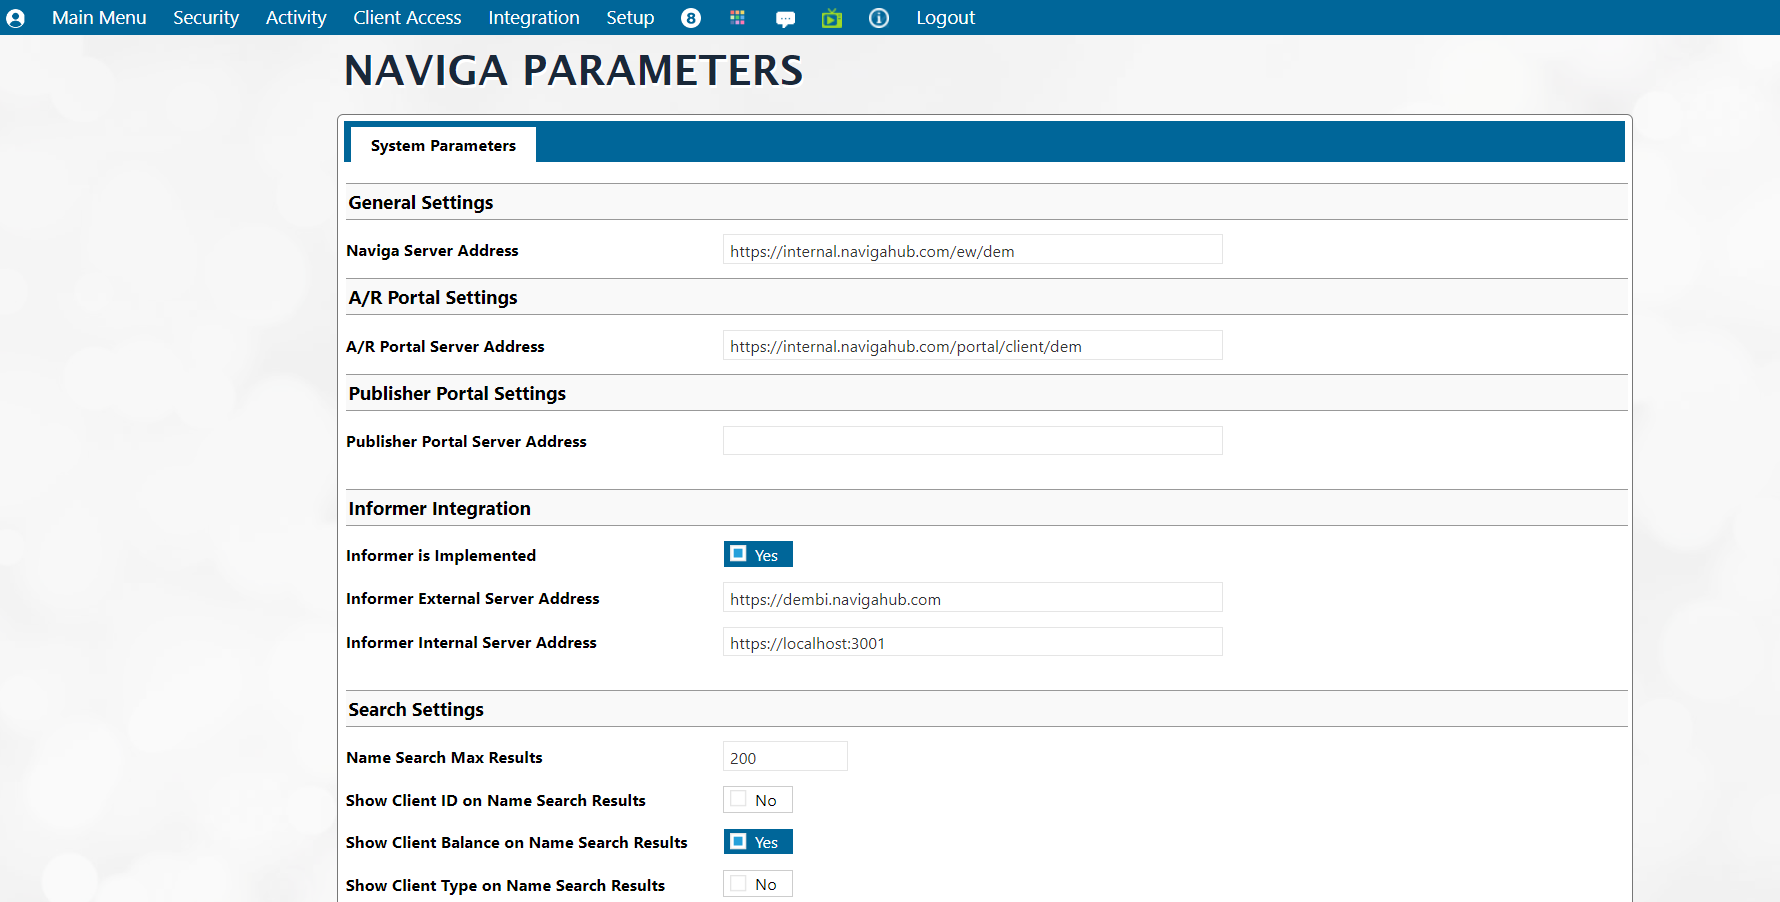 Main Menu Security Activity Client Access Integration Setup 8 Logout
NAVIGA PARAMETERS
System Parameters
General Settings
Naviga Server Address https://internal.navigahub.com/ew/dem
A/R Portal Settings
A/R Portal Server Address https://internal.navigahub.com/portal/client/dem
Publisher Portal Settings
Publisher Portal Server Address
Informer Integration
Informer is Implemented Yes
Informer External Server Address https://dembi.navigahub.com
Informer Internal Server Address https://localhost:3001
Search Settings
Name Search Max Results 200
Show Client ID on Name Search Results No
Show Client Balance on Name Search Results Yes
Show Client Type on Name Search Results No